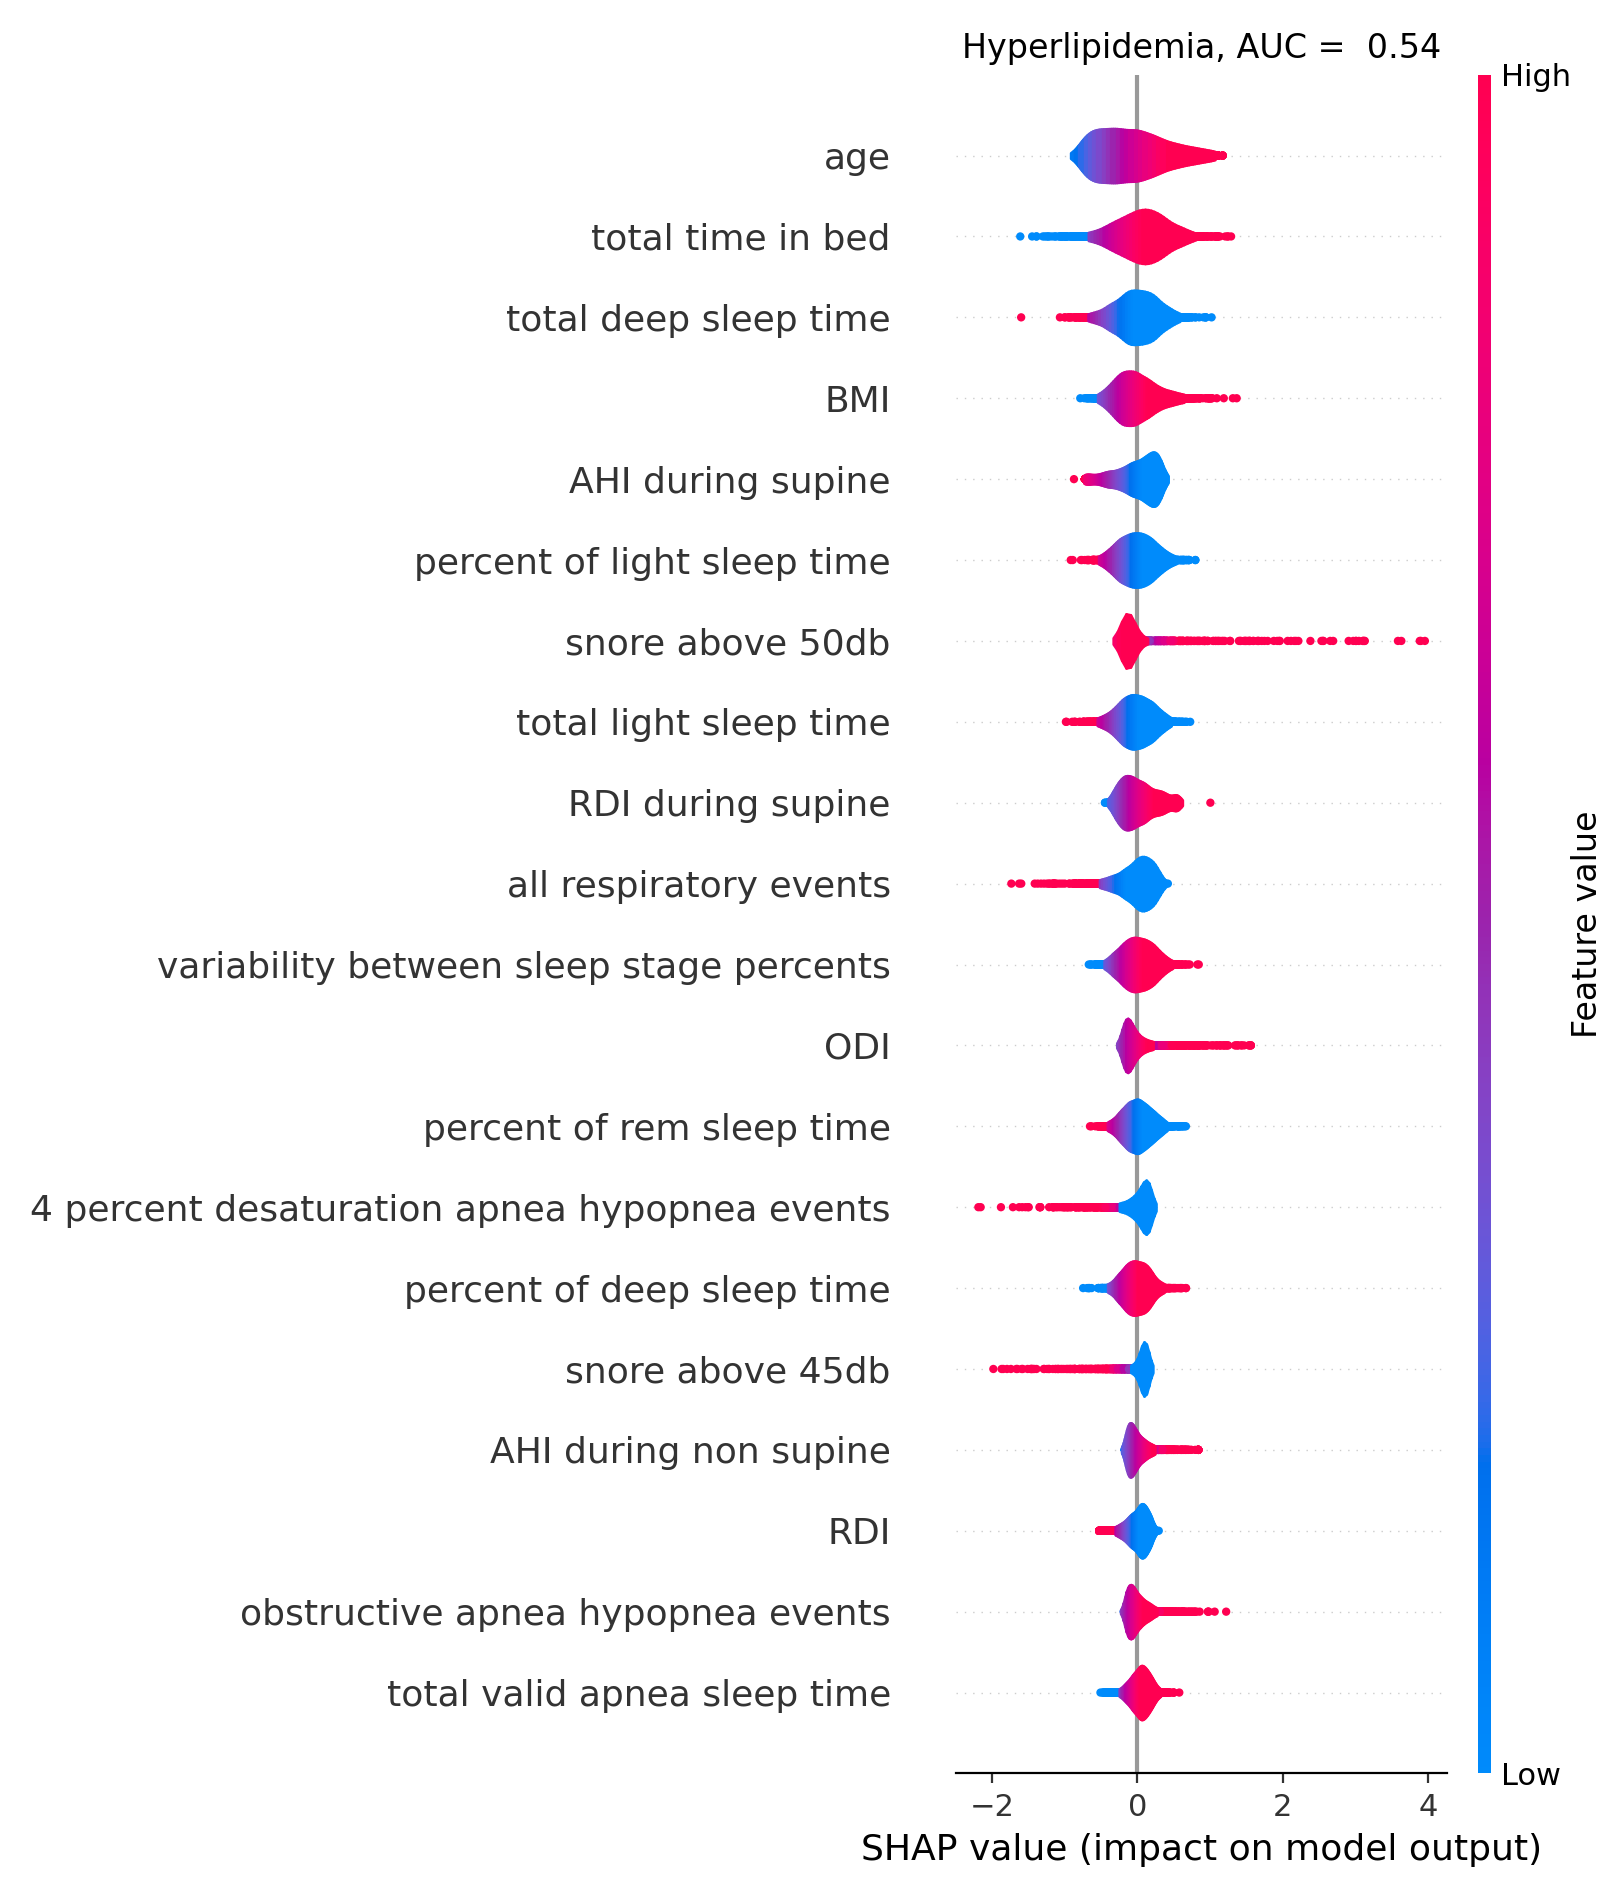 Hyperlipidemia, AUC =  0.54
High
age
total time in bed
total deep sleep time
BMI
AHI during supine
percent of light sleep time
snore above 50db
total light sleep time
RDI during supine
all respiratory events
variability between sleep stage percents
ODI
percent of rem sleep time
4 percent desaturation apnea hypopnea events
percent of deep sleep time
snore above 45db
AHI during non supine
RDI
obstructive apnea hypopnea events
total valid apnea sleep time
Feature value
Low
−2 0 2 4
SHAP value (impact on model output)